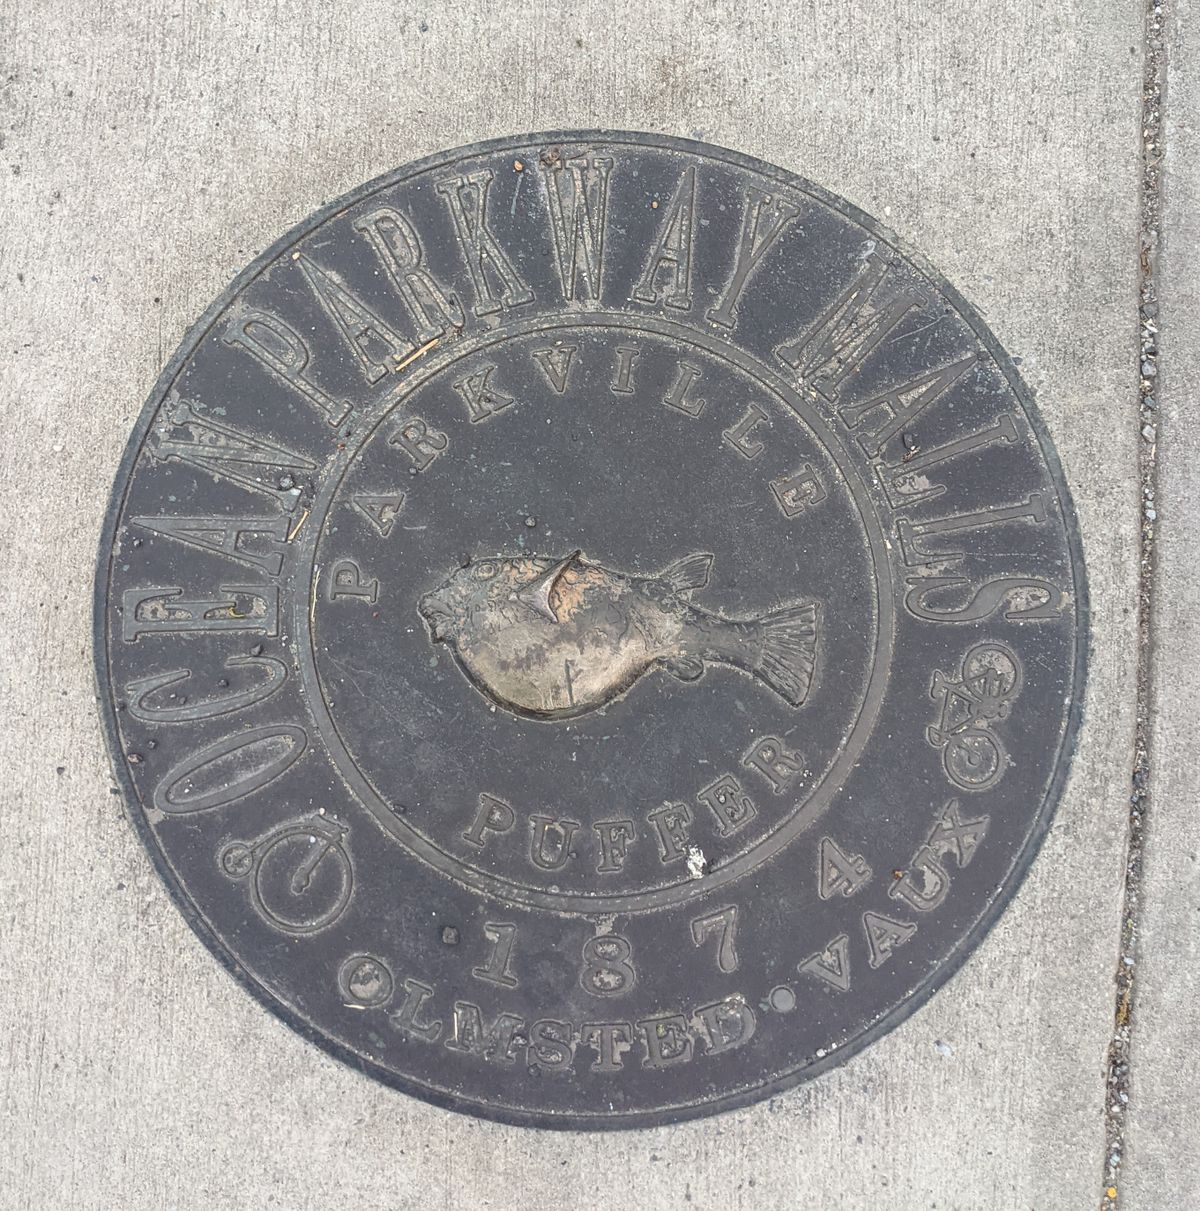 OCEAN PARKWAY MALLS
PARKVILLE
PUFFER
1874
OLMSTED • VAUX